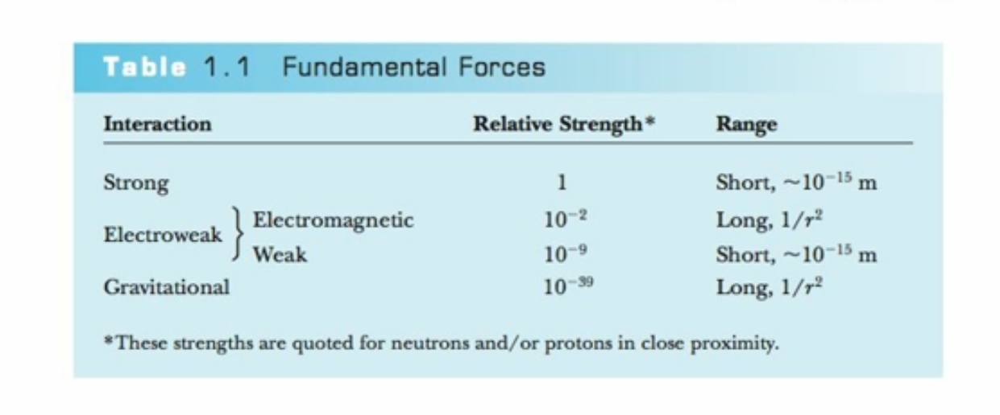 Table 1.1 Fundamental Forces
Interaction Relative Strength* Range
Strong 1 Short, ~10⁻¹⁵ m
Electroweak } Electromagnetic 10⁻² Long, 1/r²
Weak 10⁻⁹ Short, ~10⁻¹⁵ m
Gravitational 10⁻³⁹ Long, 1/r²
*These strengths are quoted for neutrons and/or protons in close proximity.